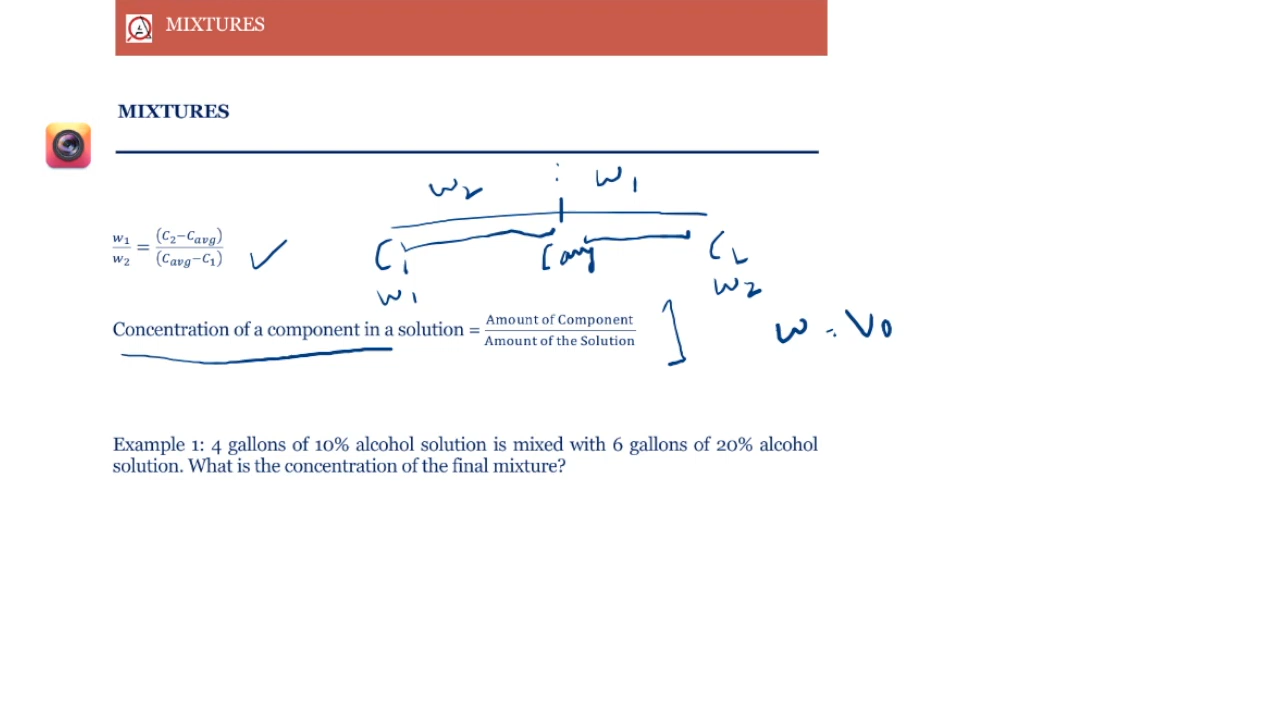 MIXTURES
MIXTURES
w2 : w1
w1/w2 = (C2−Cavg)/(Cavg−C1)
C1 Cavg C2
w1 w2
Concentration of a component in a solution = Amount of Component/Amount of the Solution
w = Vo
Example 1: 4 gallons of 10% alcohol solution is mixed with 6 gallons of 20% alcohol
solution. What is the concentration of the final mixture?